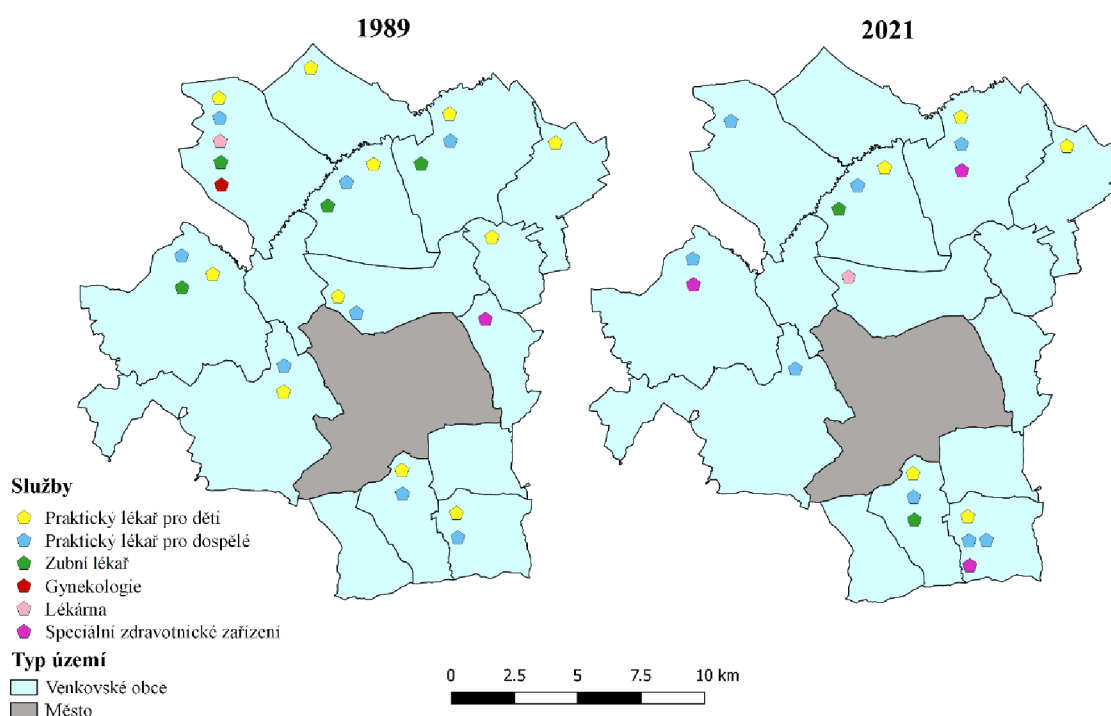 1989
2021
Služby
Praktický lékař pro děti
Praktický lékař pro dospělé
Zubní lékař
Gynekologie
Lékárna
Speciální zdravotnické zařízení
Typ území
Venkovské obce
Město
0 2.5 5 7.5 10 km